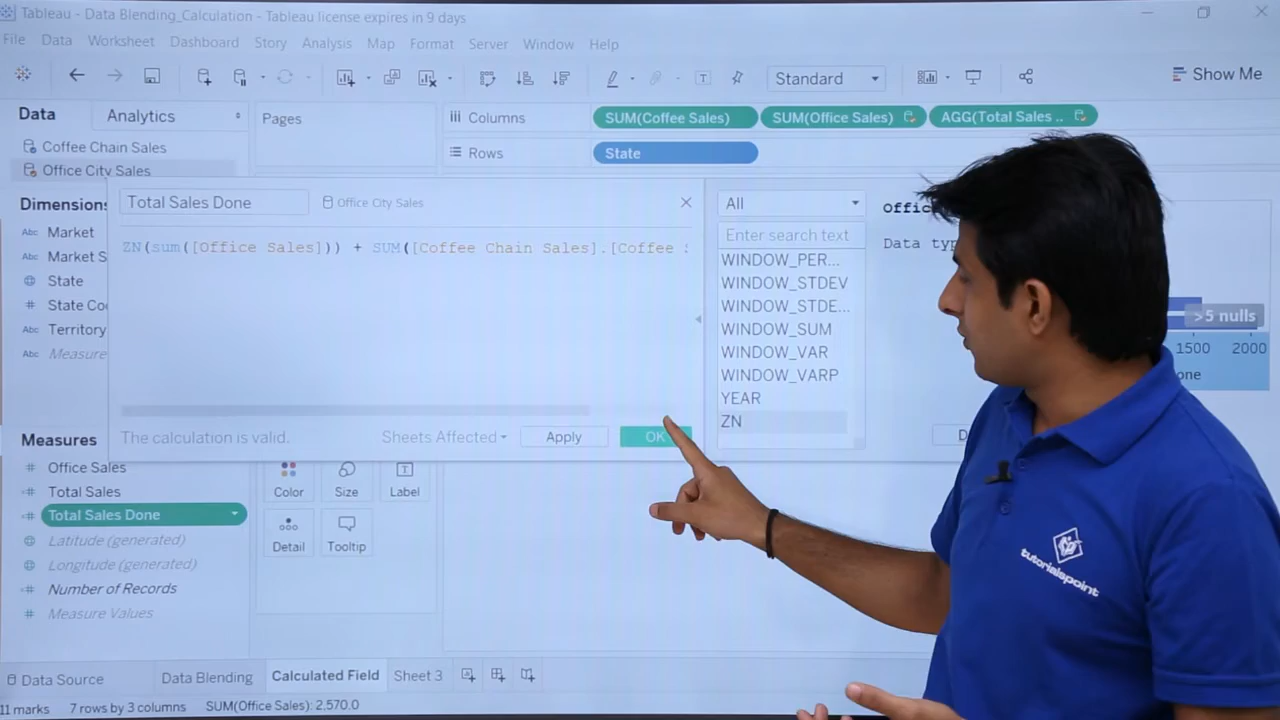 Tableau - Data Blending_Calculation - Tableau license expires in 9 days
File Data Worksheet Dashboard Story Analysis Map Format Server Window Help
Standard
Show Me
Data
Analytics
Pages
Columns
SUM(Coffee Sales)
SUM(Office Sales)
AGG(Total Sales ..
Coffee Chain Sales
Rows
State
Office City Sales
Dimensions
Total Sales Done
Office City Sales
All
Abc Market
ZN(sum([Office Sales])) + SUM([Coffee Chain Sales].[Coffee
Enter search text
Data
Abc Market S
WINDOW_PER...
State
WINDOW_STDEV
# State Co
WINDOW_STDE...
Abc Territory
WINDOW_SUM
>5 nulls
Abc Measure
WINDOW_VAR
1500 2000
WINDOW_VARP
one
YEAR
ZN
Measures
The calculation is valid.
Sheets Affected
Apply
OK
# Office Sales
Color
Size
Label
=# Total Sales
=# Total Sales Done
Latitude (generated)
Detail
Tooltip
Longitude (generated)
=# Number of Records
# Measure Values
tutorialspoint
Data Source
Data Blending
Calculated Field
Sheet 3
11 marks
7 rows by 3 columns
SUM(Office Sales): 2,570.0